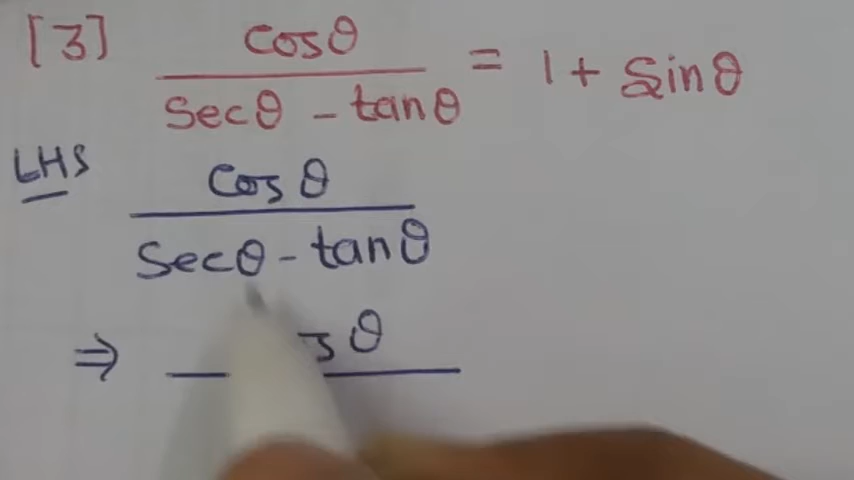 [3] cosθ / secθ - tanθ = 1 + sinθ
LHS
cosθ / secθ - tanθ
⇒ θ